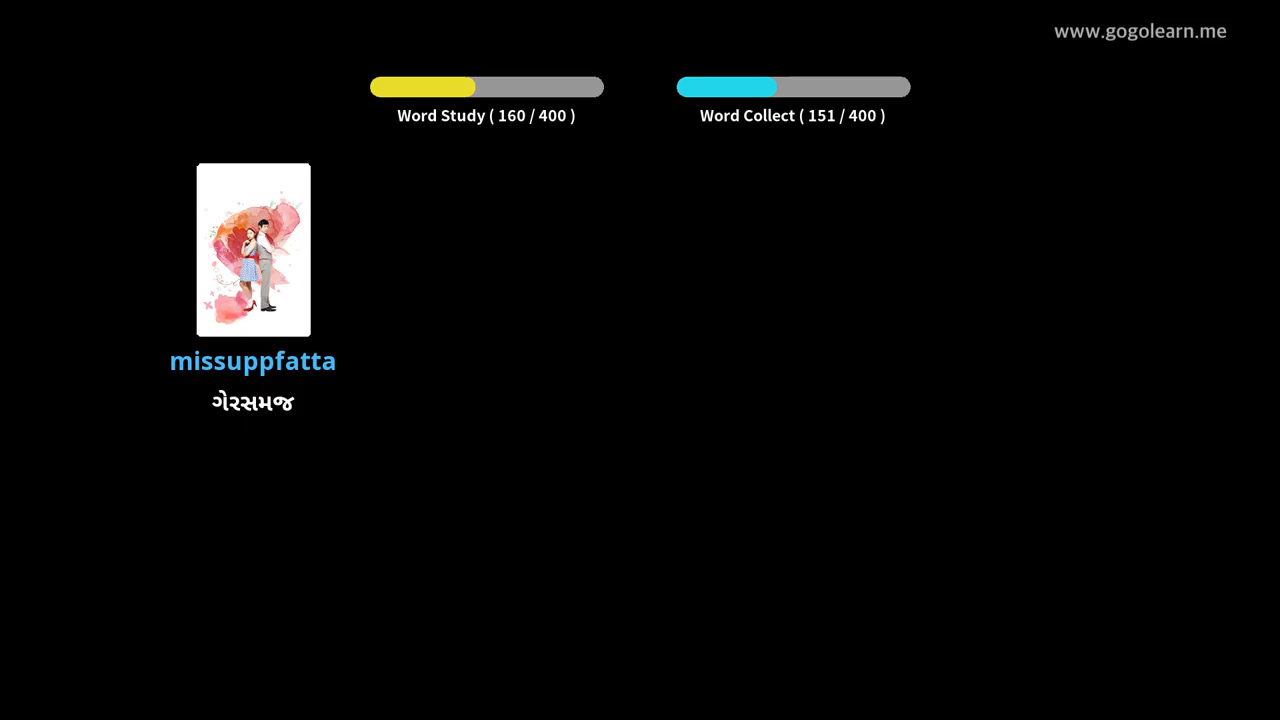 www.gogolearn.me
Word Study ( 160 / 400 )
Word Collect ( 151 / 400 )
missuppfatta
ગેરસમજ